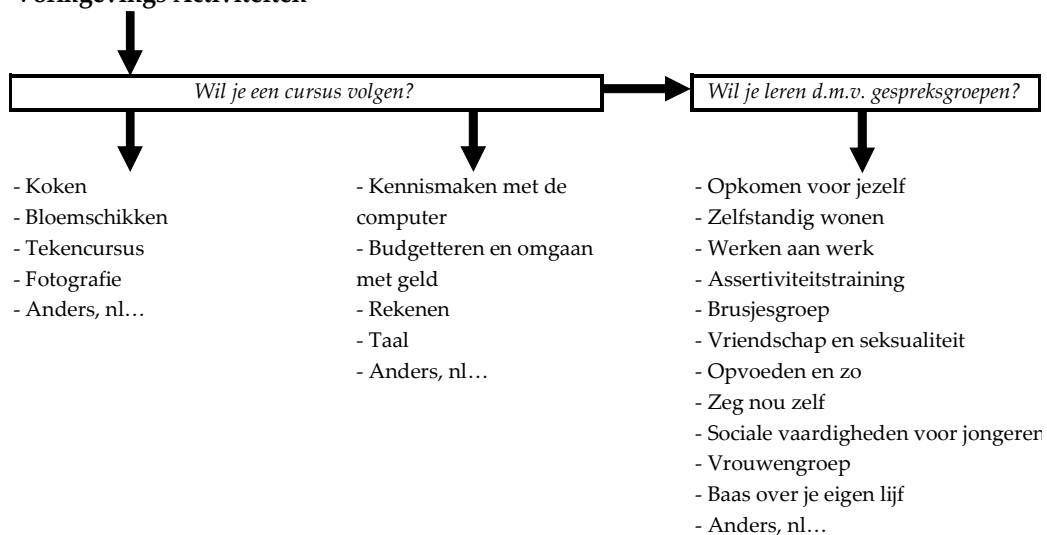 Wil je een cursus volgen?
Wil je leren d.m.v. gespreksgroepen?
- Koken
- Bloemschikken
- Tekencursus
- Fotografie
- Anders, nl…
- Kennismaken met de
computer
- Budgetteren en omgaan
met geld
- Rekenen
- Taal
- Anders, nl…
- Opkomen voor jezelf
- Zelfstandig wonen
- Werken aan werk
- Assertiviteitstraining
- Brusjesgroep
- Vriendschap en seksualiteit
- Opvoeden en zo
- Zeg nou zelf
- Sociale vaardigheden voor jongeren
- Vrouwengroep
- Baas over je eigen lijf
- Anders, nl…